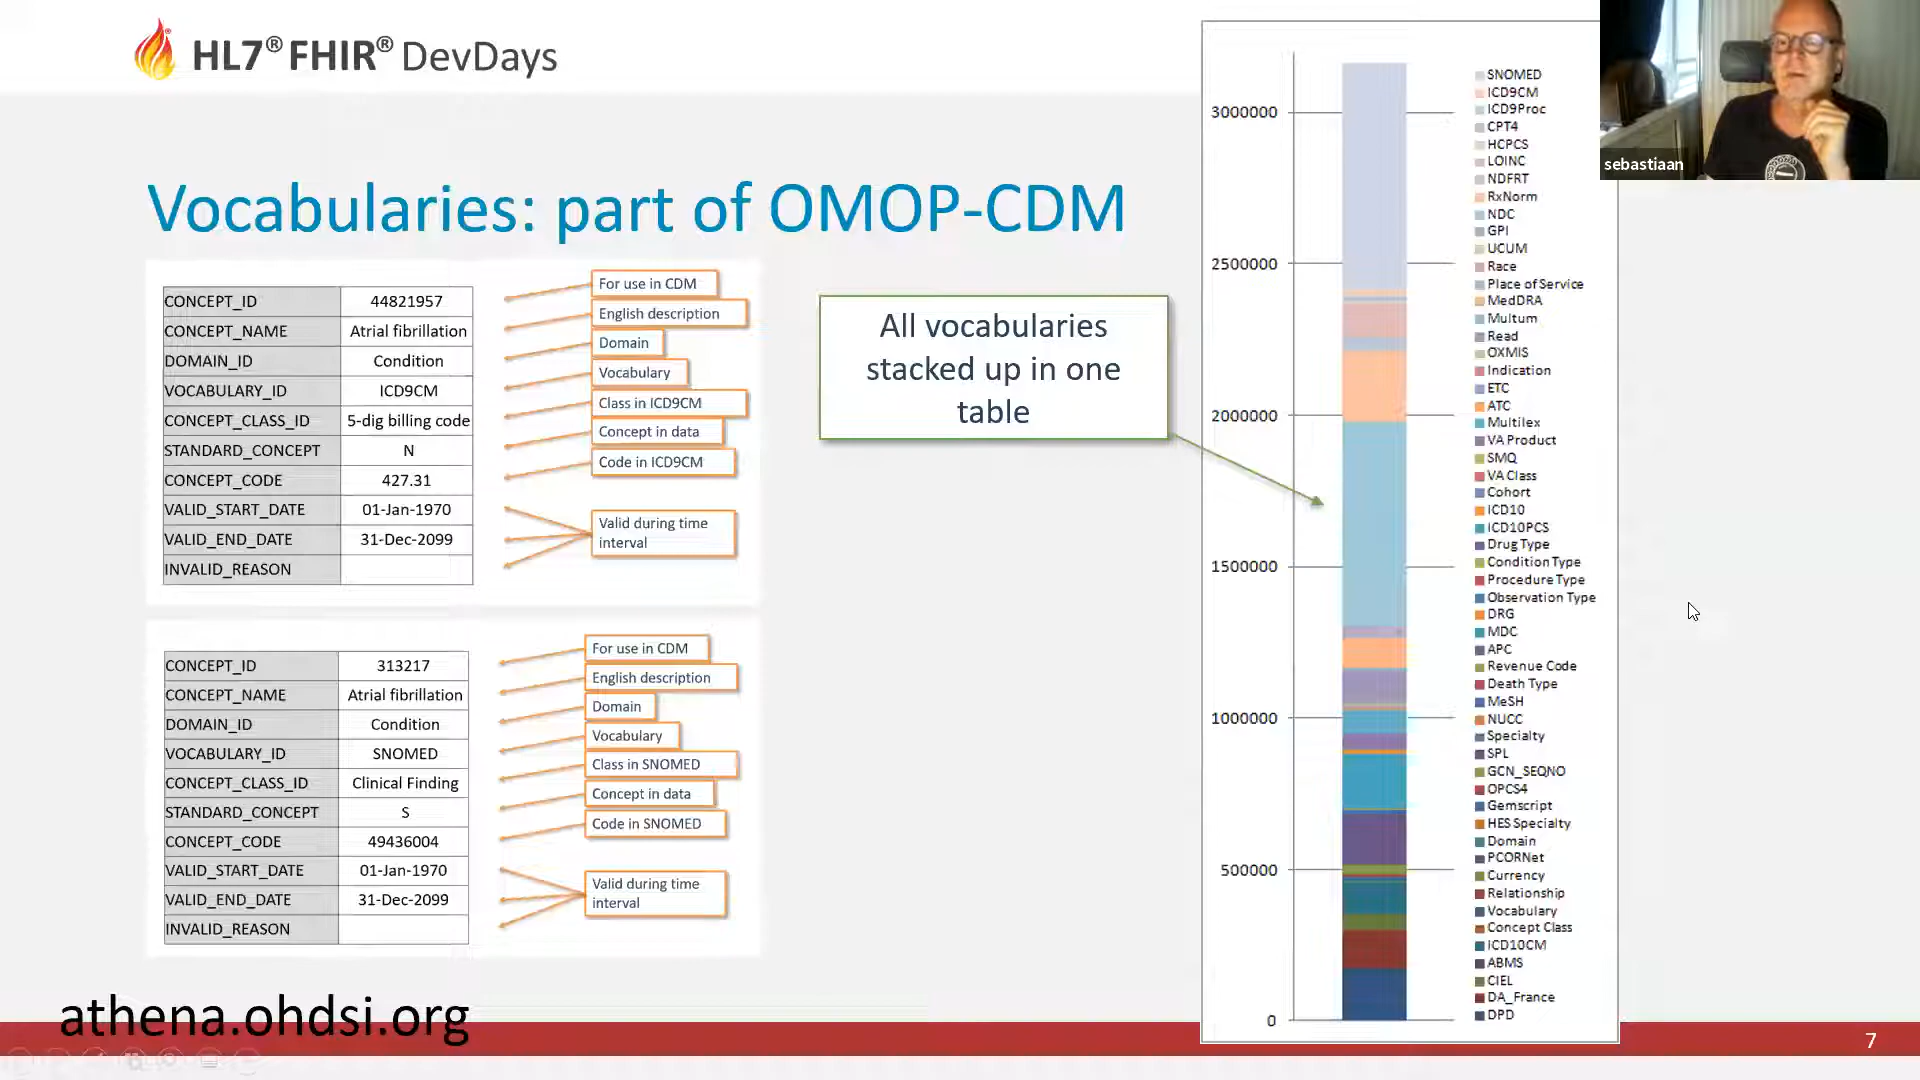 HL7® FHIR® DevDays
Vocabularies: part of OMOP-CDM
CONCEPT_ID 44821957
CONCEPT_NAME Atrial fibrillation
DOMAIN_ID Condition
VOCABULARY_ID ICD9CM
CONCEPT_CLASS_ID 5-dig billing code
STANDARD_CONCEPT N
CONCEPT_CODE 427.31
VALID_START_DATE 01-Jan-1970
VALID_END_DATE 31-Dec-2099
INVALID_REASON
For use in CDM
English description
Domain
Vocabulary
Class in ICD9CM
Concept in data
Code in ICD9CM
Valid during time
interval
CONCEPT_ID 313217
CONCEPT_NAME Atrial fibrillation
DOMAIN_ID Condition
VOCABULARY_ID SNOMED
CONCEPT_CLASS_ID Clinical Finding
STANDARD_CONCEPT S
CONCEPT_CODE 49436004
VALID_START_DATE 01-Jan-1970
VALID_END_DATE 31-Dec-2099
INVALID_REASON
For use in CDM
English description
Domain
Vocabulary
Class in SNOMED
Concept in data
Code in SNOMED
Valid during time
interval
All vocabularies
stacked up in one
table
3000000
2500000
2000000
1500000
1000000
500000
0
SNOMED
ICD9CM
ICD9Proc
CPT4
HCPCS
LOINC
NDFRT
RxNorm
NDC
GPI
UCUM
Race
Place of Service
MedDRA
Multum
Read
OXMIS
Indication
ETC
ATC
Multilex
VA Product
SMQ
VA Class
Cohort
ICD10
ICD10PCS
Drug Type
Condition Type
Procedure Type
Observation Type
DRG
MDC
APC
Revenue Code
Death Type
MeSH
NUCC
Specialty
SPL
GCN_SEQNO
OPCS4
Gemscript
HES Specialty
Domain
PCORNet
Currency
Relationship
Vocabulary
Concept Class
ICD10CM
ABMS
CIEL
DA_France
DPD
sebastiaan
athena.ohdsi.org
7